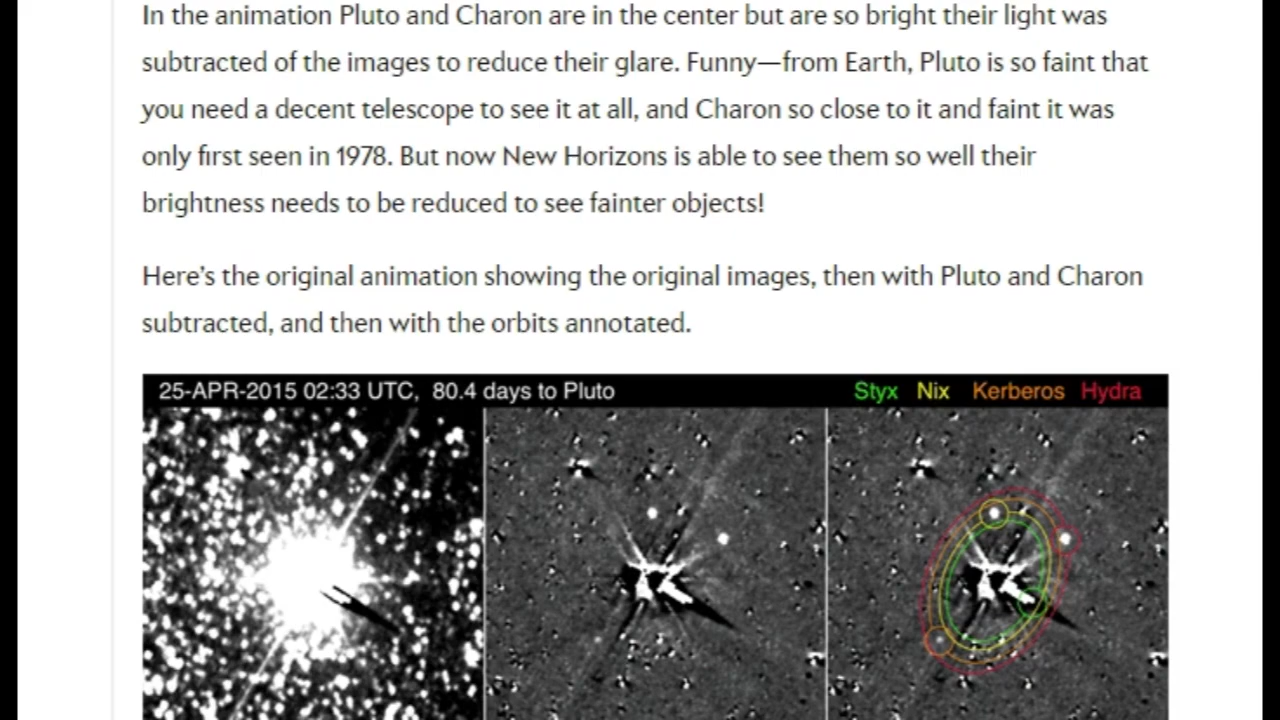 In the animation Pluto and Charon are in the center but are so bright their light was
subtracted of the images to reduce their glare. Funny—from Earth, Pluto is so faint that
you need a decent telescope to see it at all, and Charon so close to it and faint it was
only first seen in 1978. But now New Horizons is able to see them so well their
brightness needs to be reduced to see fainter objects!
Here's the original animation showing the original images, then with Pluto and Charon
subtracted, and then with the orbits annotated.
25-APR-2015 02:33 UTC, 80.4 days to Pluto Styx Nix Kerberos Hydra